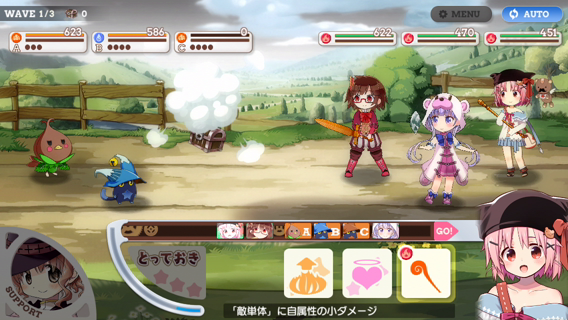 WAVE 1/3 0
MENU
AUTO
623
586
0
622
470
451
A
B
C
A B C GO!
とっておき
SUPPORT
「敵単体」に自属性の小ダメージ